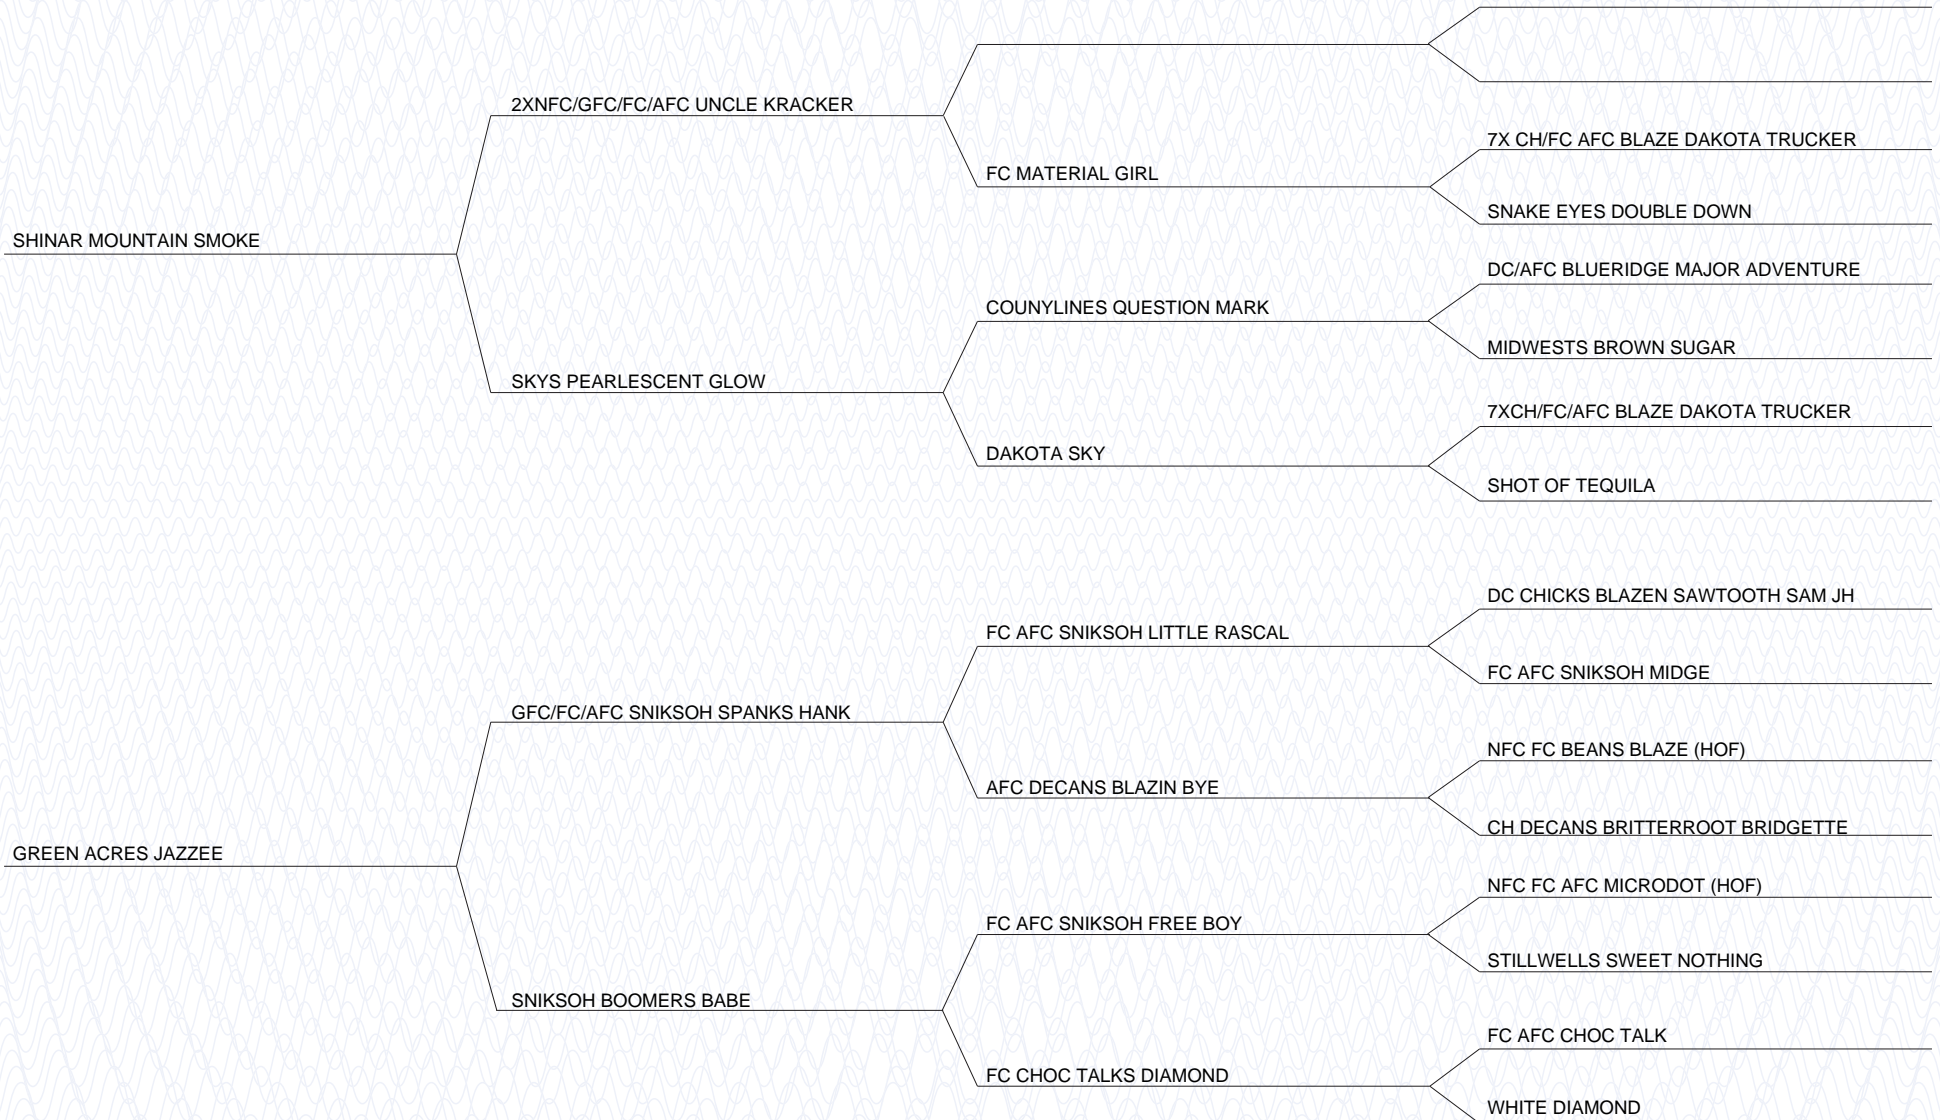 2XNFC/GFC/FC/AFC UNCLE KRACKER
7X CH/FC AFC BLAZE DAKOTA TRUCKER
FC MATERIAL GIRL
SNAKE EYES DOUBLE DOWN
SHINAR MOUNTAIN SMOKE
DC/AFC BLUERIDGE MAJOR ADVENTURE
COUNYLINES QUESTION MARK
MIDWESTS BROWN SUGAR
SKYS PEARLESCENT GLOW
7XCH/FC/AFC BLAZE DAKOTA TRUCKER
DAKOTA SKY
SHOT OF TEQUILA
DC CHICKS BLAZEN SAWTOOTH SAM JH
FC AFC SNIKSOH LITTLE RASCAL
FC AFC SNIKSOH MIDGE
GFC/FC/AFC SNIKSOH SPANKS HANK
NFC FC BEANS BLAZE (HOF)
AFC DECANS BLAZIN BYE
CH DECANS BRITTERROOT BRIDGETTE
GREEN ACRES JAZZEE
NFC FC AFC MICRODOT (HOF)
FC AFC SNIKSOH FREE BOY
STILLWELLS SWEET NOTHING
SNIKSOH BOOMERS BABE
FC AFC CHOC TALK
FC CHOC TALKS DIAMOND
WHITE DIAMOND